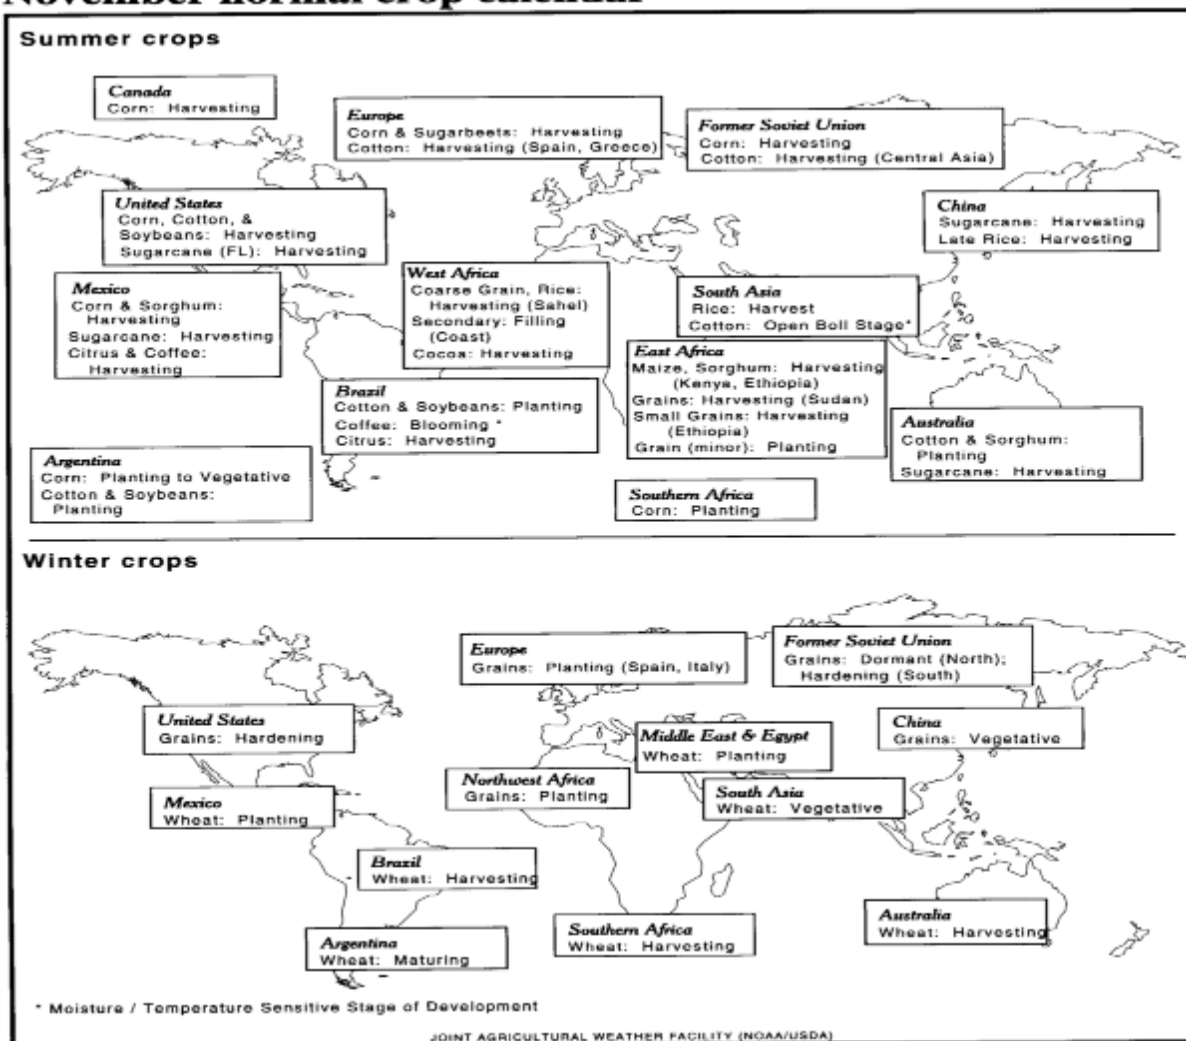 November normal crop calendar
Summer crops
Canada
Corn: Harvesting
Europe
Corn & Sugarbeets: Harvesting
Cotton: Harvesting (Spain, Greece)
Former Soviet Union
Corn: Harvesting
Cotton: Harvesting (Central Asia)
United States
Corn, Cotton, &
Soybeans: Harvesting
Sugarcane (FL): Harvesting
China
Sugarcane: Harvesting
Late Rice: Harvesting
Mexico
Corn & Sorghum:
Harvesting
Sugarcane: Harvesting
Citrus & Coffee:
Harvesting
West Africa
Coarse Grain, Rice:
Harvesting (Sahel)
Secondary: Filling
(Coast)
Cocoa: Harvesting
South Asia
Rice: Harvest
Cotton: Open Boll Stage*
East Africa
Maize, Sorghum: Harvesting
(Kenya, Ethiopia)
Grains: Harvesting (Sudan)
Small Grains: Harvesting
(Ethiopia)
Grain (minor): Planting
Brazil
Cotton & Soybeans: Planting
Coffee: Blooming *
Citrus: Harvesting
Australia
Cotton & Sorghum:
Planting
Sugarcane: Harvesting
Argentina
Corn: Planting to Vegetative
Cotton & Soybeans:
Planting
Southern Africa
Corn: Planting
Winter crops
Europe
Grains: Planting (Spain, Italy)
Former Soviet Union
Grains: Dormant (North);
Hardening (South)
United States
Grains: Hardening
China
Grains: Vegetative
Middle East & Egypt
Wheat: Planting
Northwest Africa
Grains: Planting
South Asia
Wheat: Vegetative
Mexico
Wheat: Planting
Brazil
Wheat: Harvesting
Southern Africa
Wheat: Harvesting
Australia
Wheat: Harvesting
Argentina
Wheat: Maturing
* Moisture / Temperature Sensitive Stage of Development
JOINT AGRICULTURAL WEATHER FACILITY (NOAA/USDA)